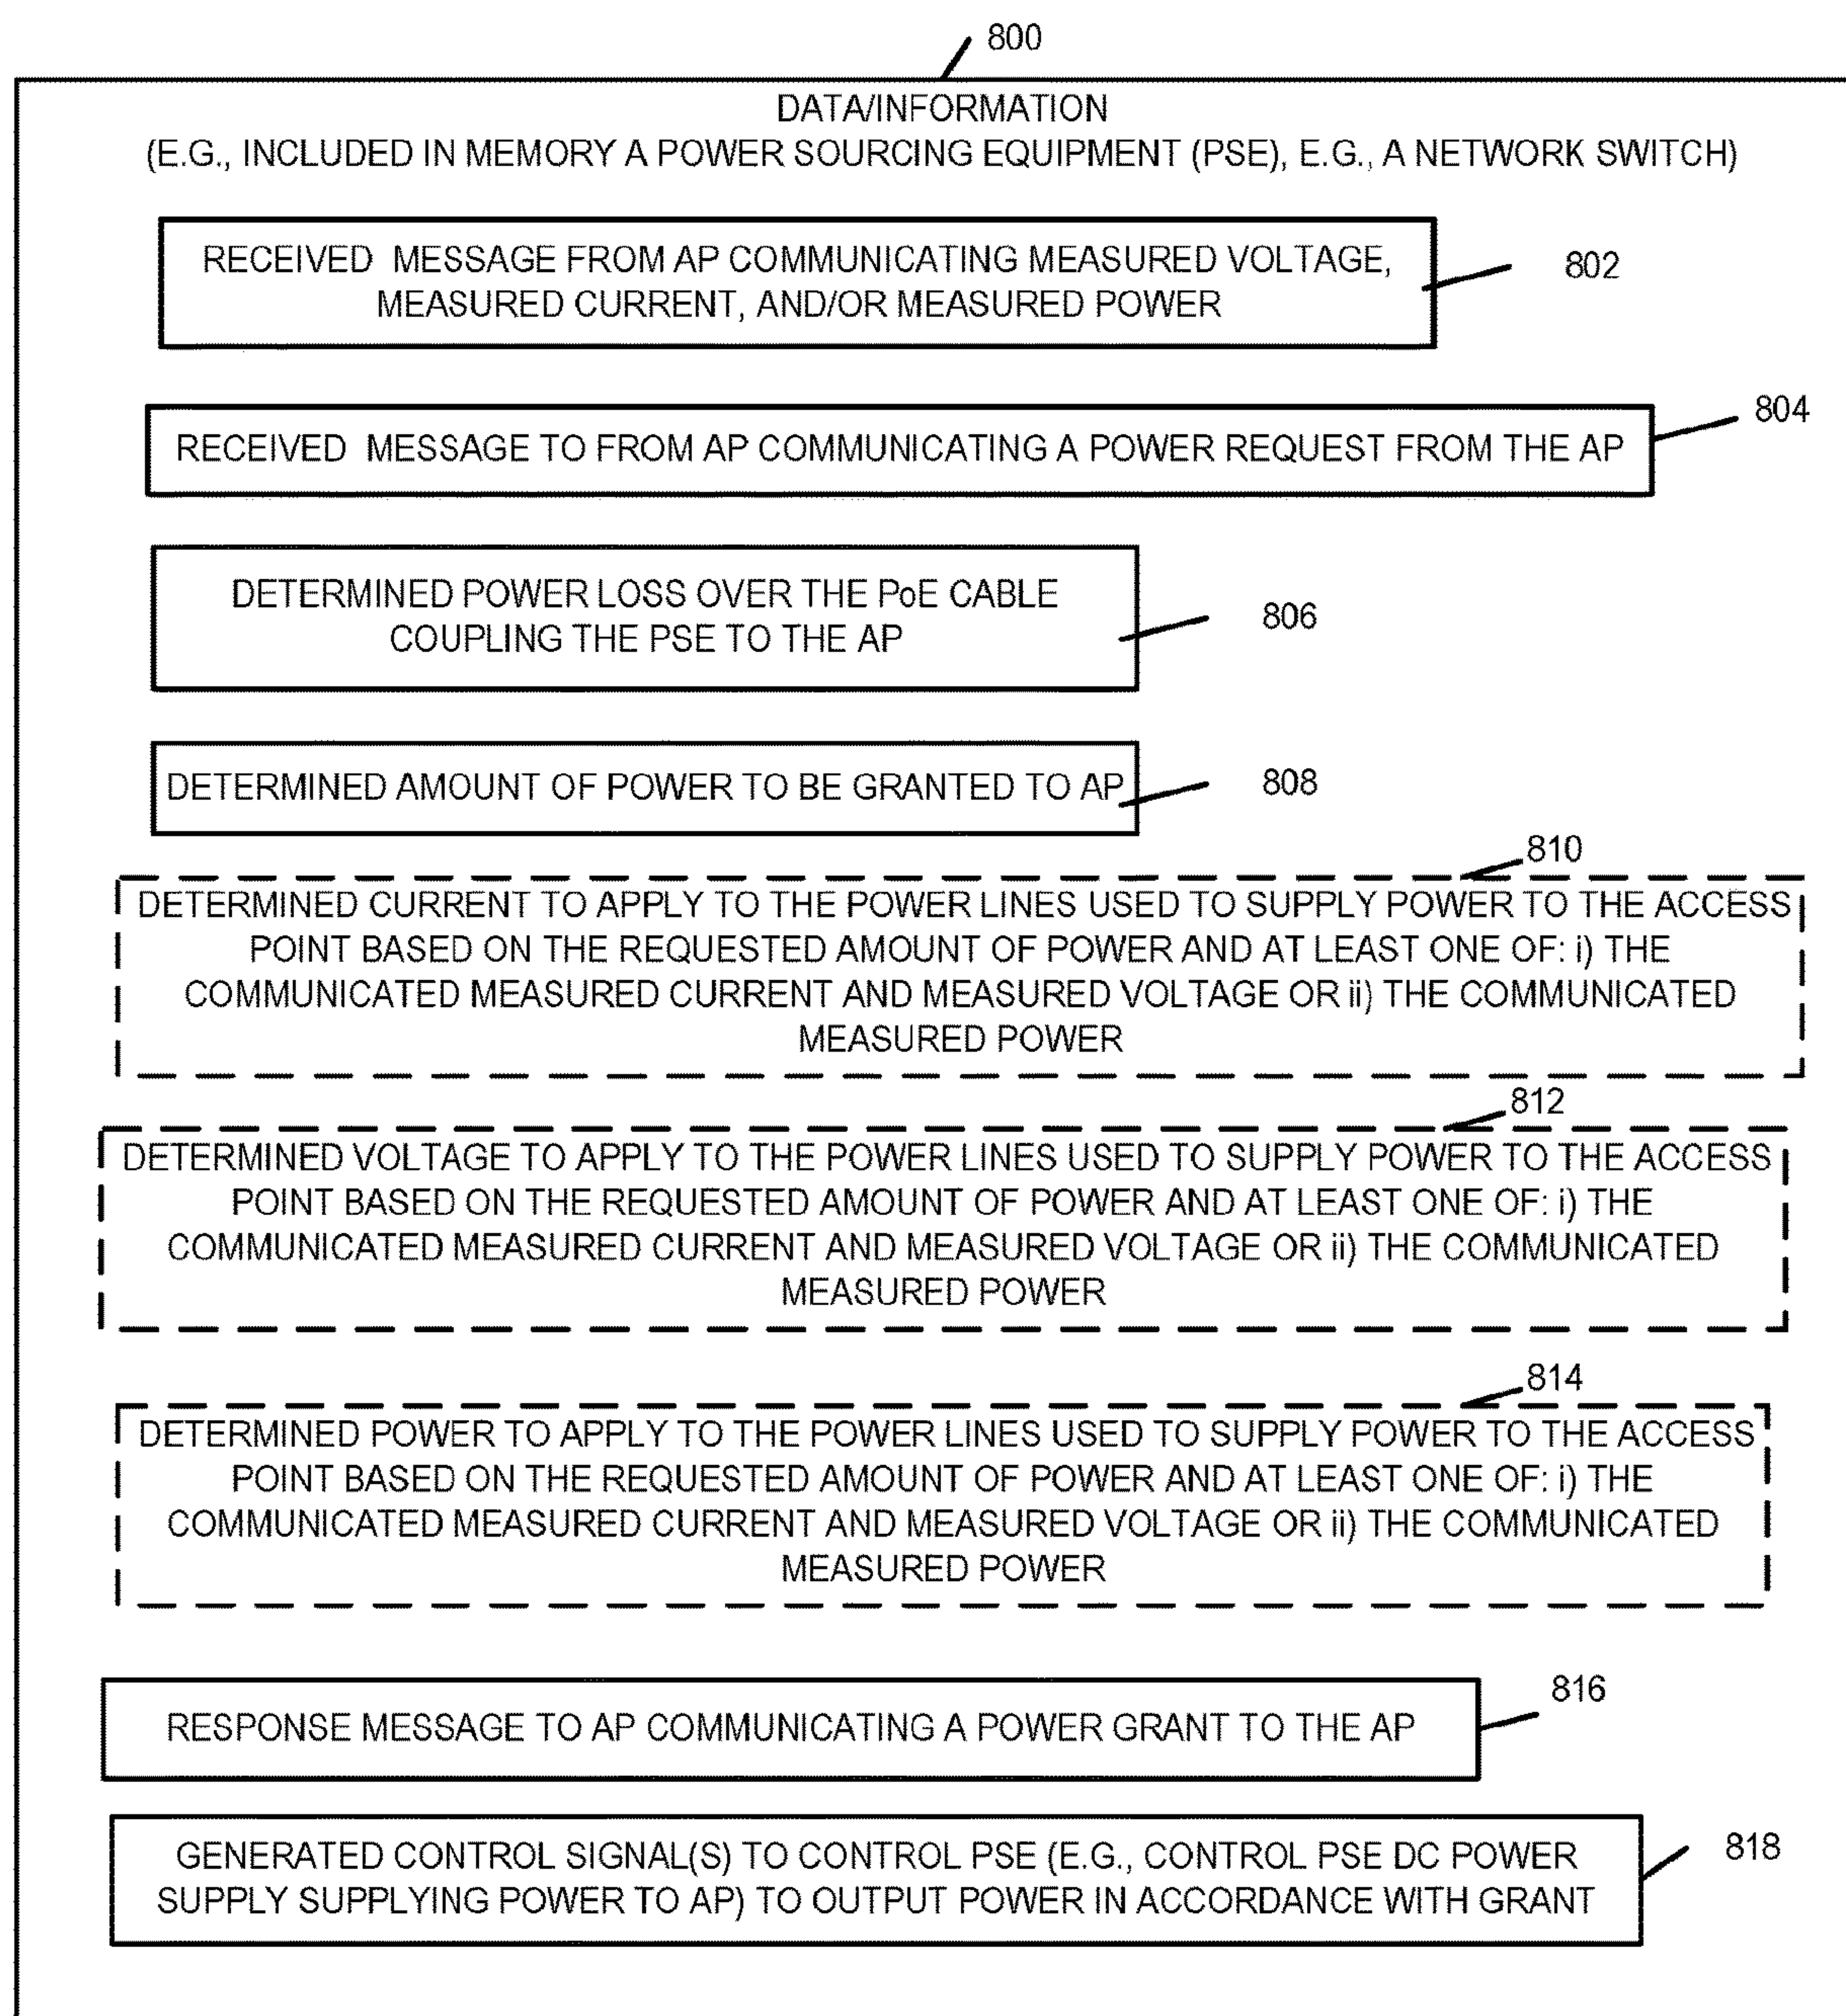 800
DATA/INFORMATION
(E.G., INCLUDED IN MEMORY A POWER SOURCING EQUIPMENT (PSE), E.G., A NETWORK SWITCH)
RECEIVED MESSAGE FROM AP COMMUNICATING MEASURED VOLTAGE,
MEASURED CURRENT, AND/OR MEASURED POWER
802
804
RECEIVED MESSAGE TO FROM AP COMMUNICATING A POWER REQUEST FROM THE AP
DETERMINED POWER LOSS OVER THE PoE CABLE
COUPLING THE PSE TO THE AP
806
DETERMINED AMOUNT OF POWER TO BE GRANTED TO AP
808
810
DETERMINED CURRENT TO APPLY TO THE POWER LINES USED TO SUPPLY POWER TO THE ACCESS
POINT BASED ON THE REQUESTED AMOUNT OF POWER AND AT LEAST ONE OF: i) THE
COMMUNICATED MEASURED CURRENT AND MEASURED VOLTAGE OR ii) THE COMMUNICATED
MEASURED POWER
812
DETERMINED VOLTAGE TO APPLY TO THE POWER LINES USED TO SUPPLY POWER TO THE ACCESS
POINT BASED ON THE REQUESTED AMOUNT OF POWER AND AT LEAST ONE OF: i) THE
COMMUNICATED MEASURED CURRENT AND MEASURED VOLTAGE OR ii) THE COMMUNICATED
MEASURED POWER
814
DETERMINED POWER TO APPLY TO THE POWER LINES USED TO SUPPLY POWER TO THE ACCESS
POINT BASED ON THE REQUESTED AMOUNT OF POWER AND AT LEAST ONE OF: i) THE
COMMUNICATED MEASURED CURRENT AND MEASURED VOLTAGE OR ii) THE COMMUNICATED
MEASURED POWER
816
RESPONSE MESSAGE TO AP COMMUNICATING A POWER GRANT TO THE AP
GENERATED CONTROL SIGNAL(S) TO CONTROL PSE (E.G., CONTROL PSE DC POWER
SUPPLY SUPPLYING POWER TO AP) TO OUTPUT POWER IN ACCORDANCE WITH GRANT
818